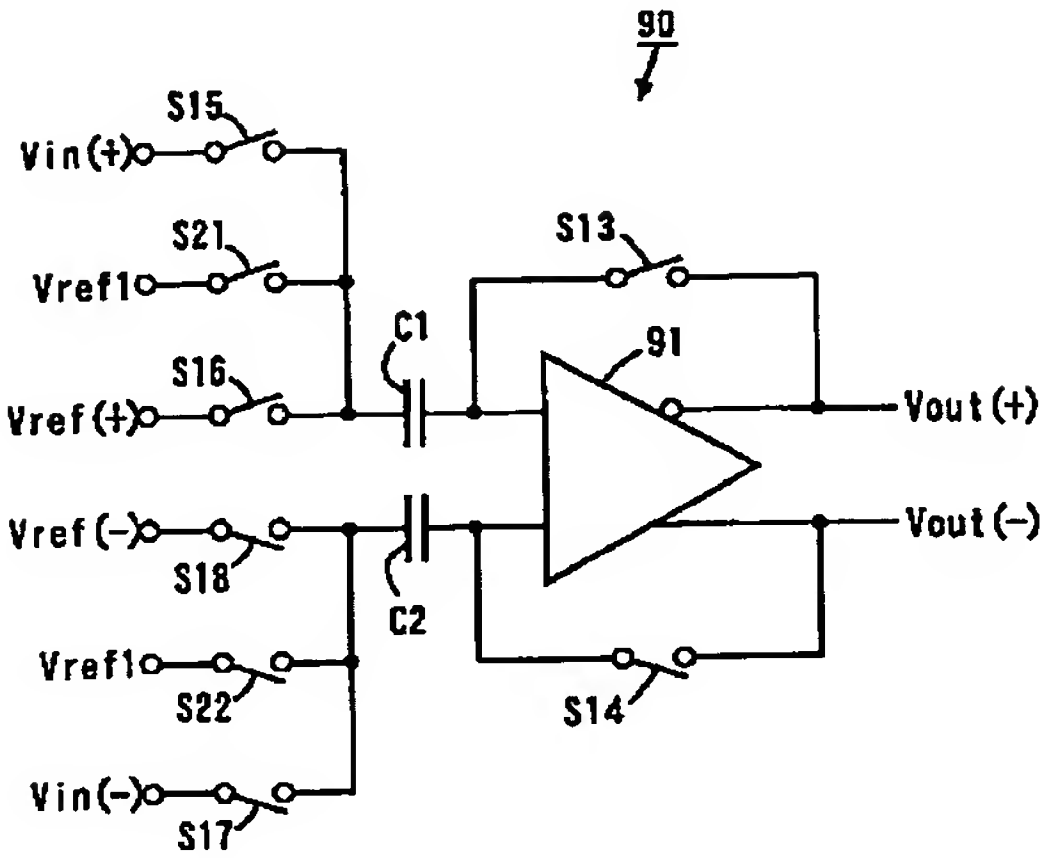 90
S15
Vin(+)
S21
S13
Vref1
C1
91
S16
Vref(+)
Vout(+)
Vref(-)
Vout(-)
S18
C2
Vref1
S22
S14
Vin(-)
S17